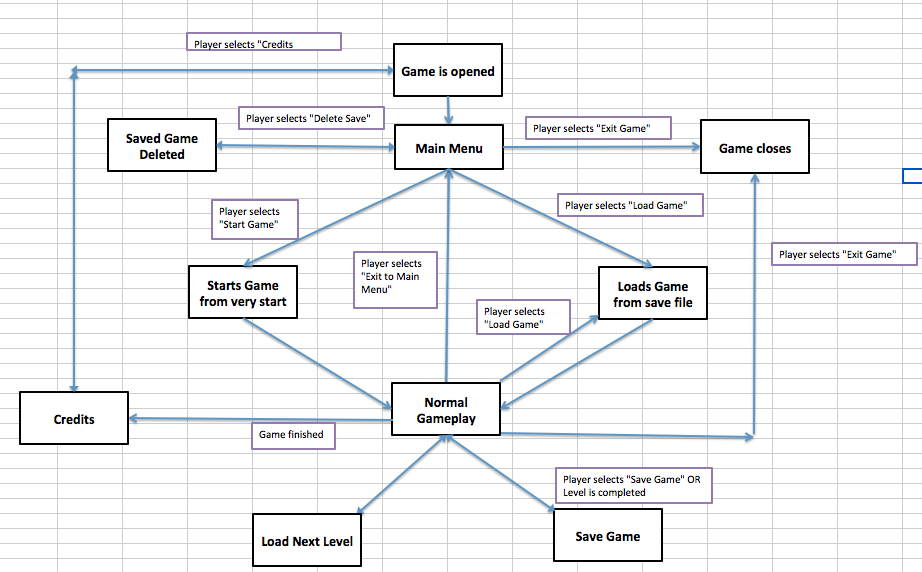 Player selects "Credits
Game is opened
Player selects "Delete Save"
Player selects "Exit Game"
Saved Game
Deleted
Main Menu
Game closes
Player selects
"Start Game"
Player selects "Load Game"
Player selects "Exit Game"
Player selects
"Exit to Main
Menu"
Starts Game
from very start
Loads Game
from save file
Player selects
"Load Game"
Normal
Gameplay
Credits
Game finished
Player selects "Save Game" OR
Level is completed
Load Next Level
Save Game